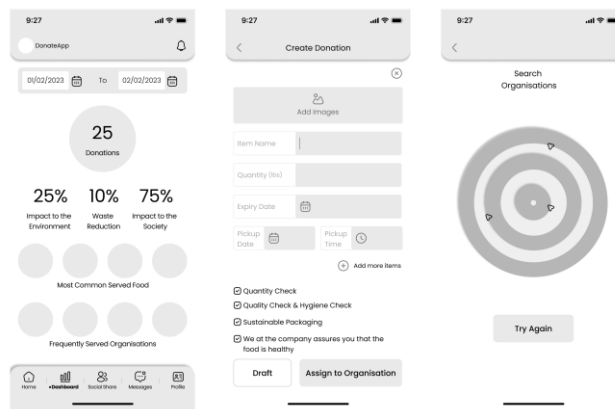 9:27
DonateApp
01/02/2023 To 02/02/2023
25
Donations
25% 10% 75%
Impact to the Environment
Waste Reduction
Impact to the Society
Most Common Served Food
Frequently Served Organisations
Home •Dashboard Social Share Messages Profile
9:27
Create Donation
Add Images
Item Name
Quantity (lbs)
Expiry Date
Pickup Date
Pickup Time
Add more items
Quantity Check
Quality Check & Hygiene Check
Sustainable Packaging
We at the company assures you that the
food is healthy
Draft Assign to Organisation
9:27
Search
Organisations
Try Again